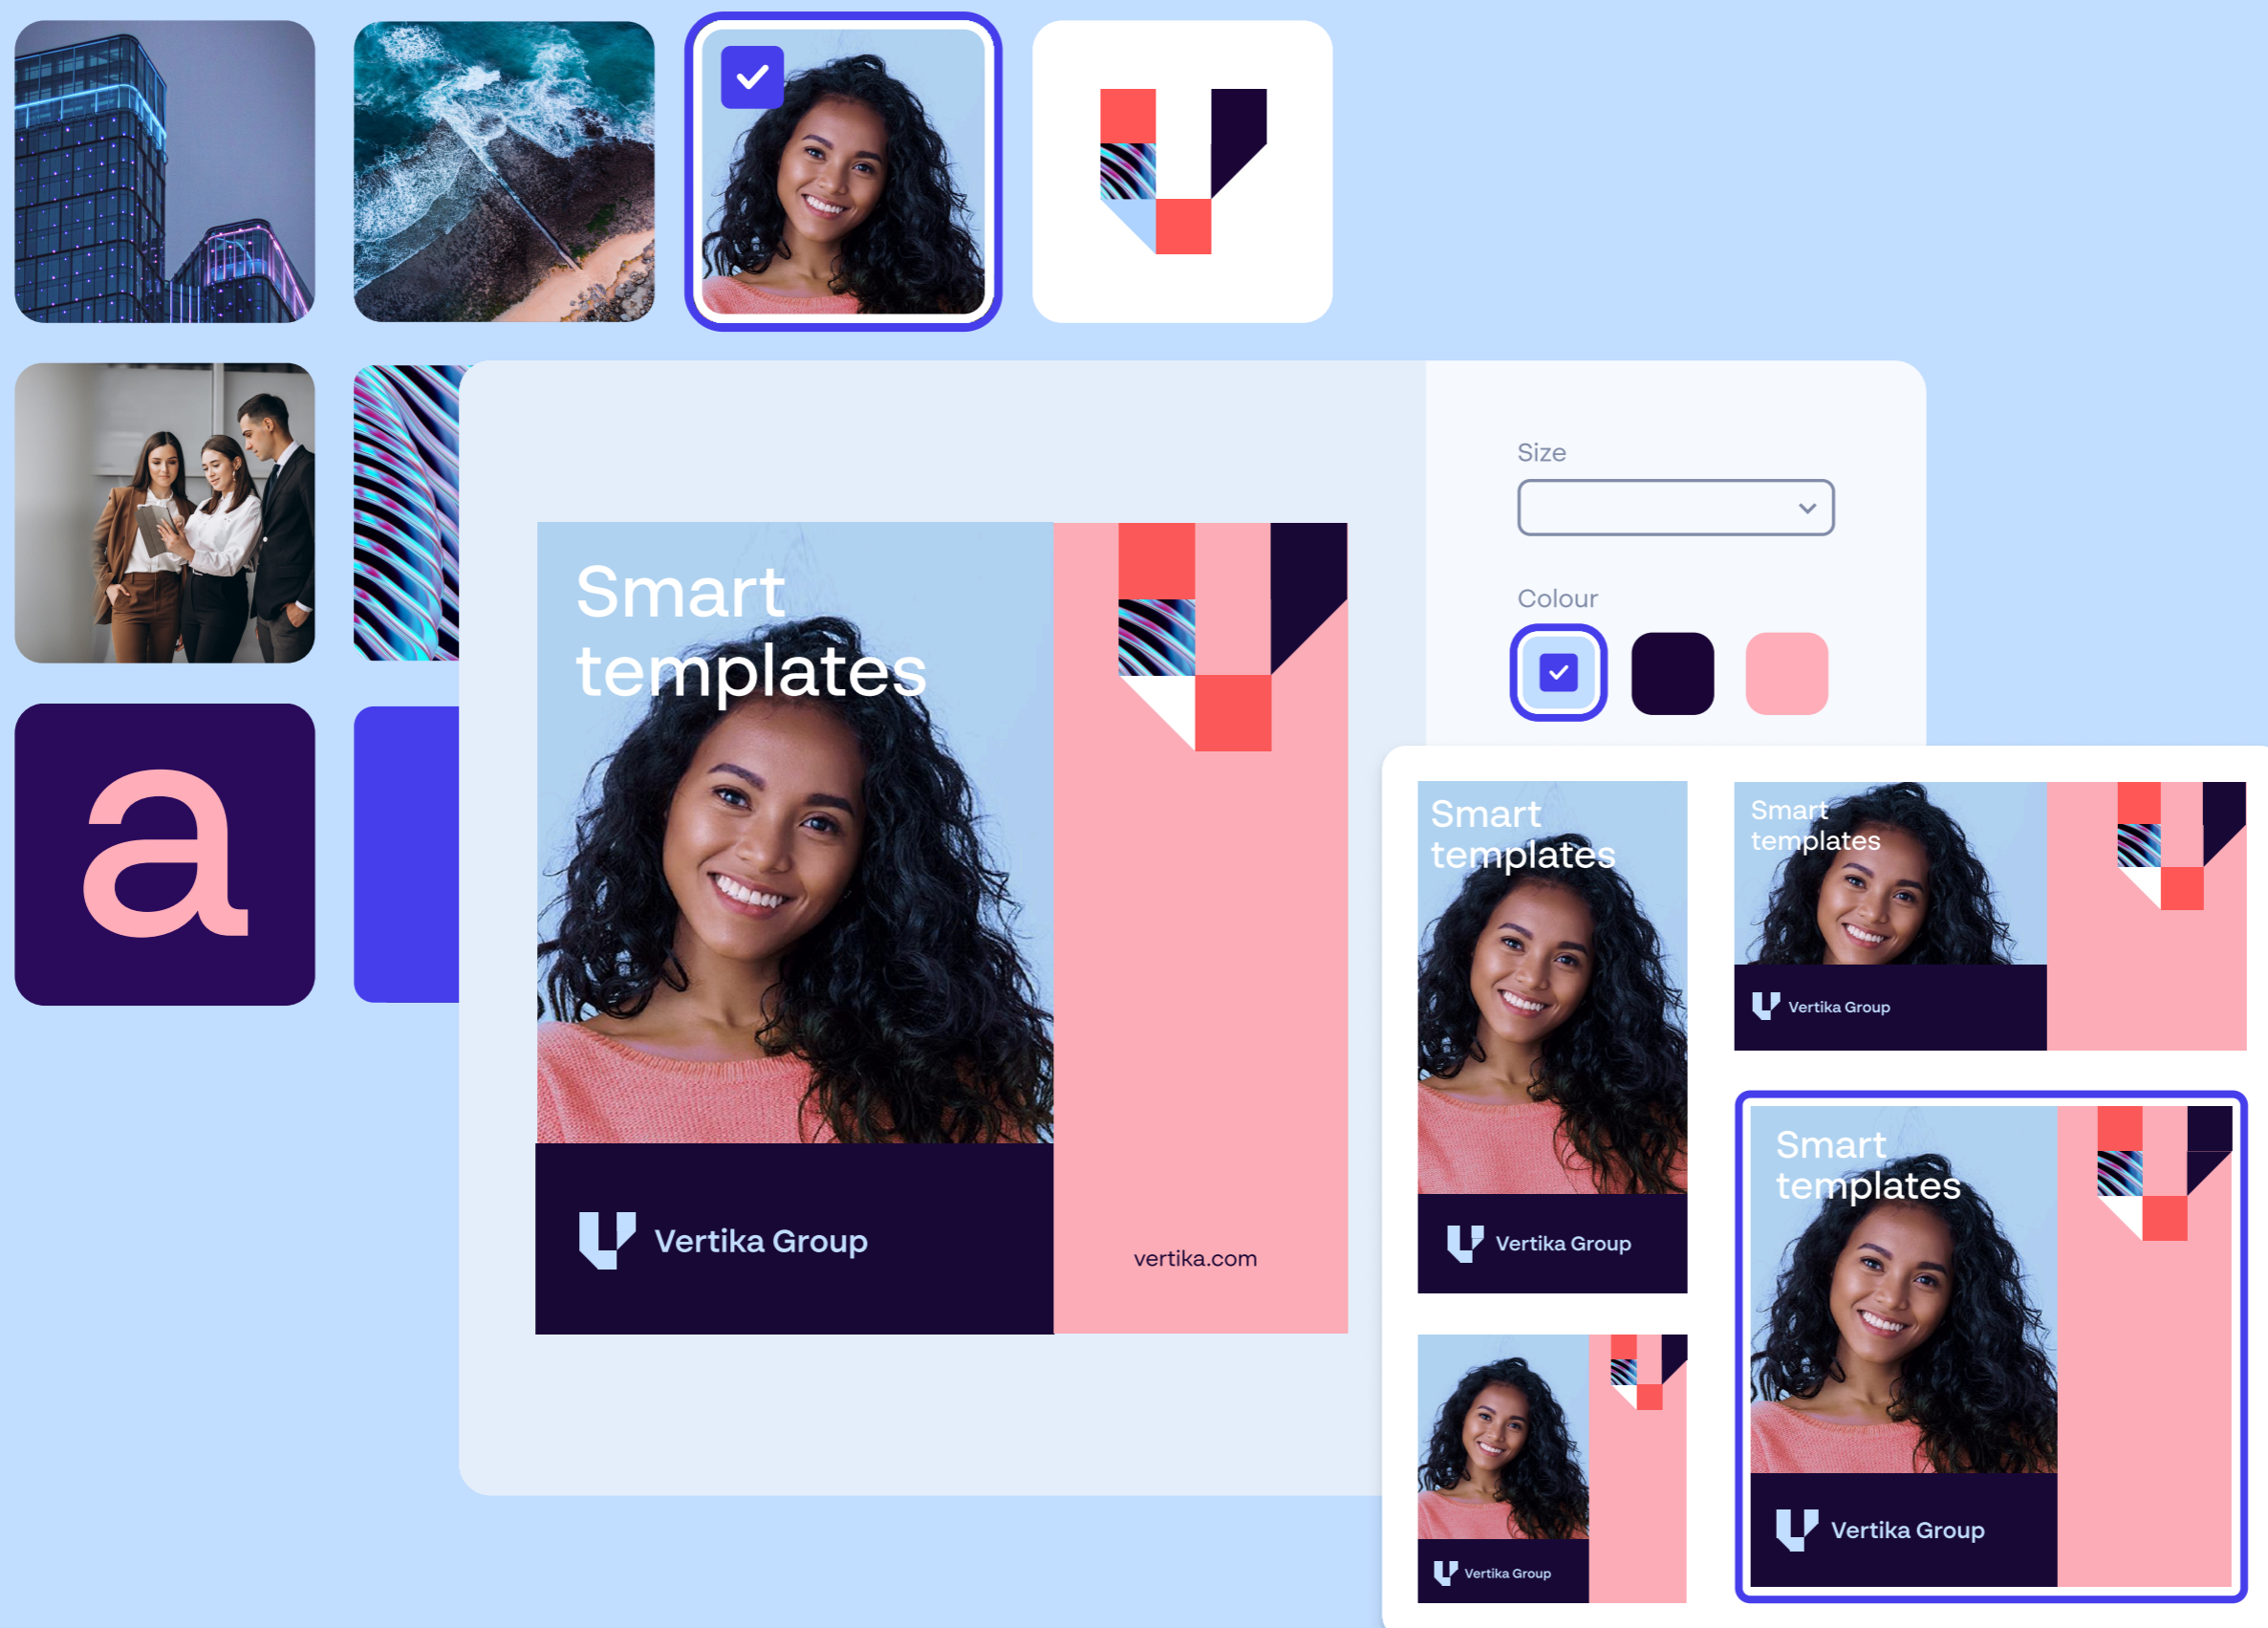 a
Size
Colour
Smart
templates
Vertika Group
vertika.com
Smart
templates
Vertika Group
Smart
templates
Vertika Group
Vertika Group
Smart
templates
Vertika Group